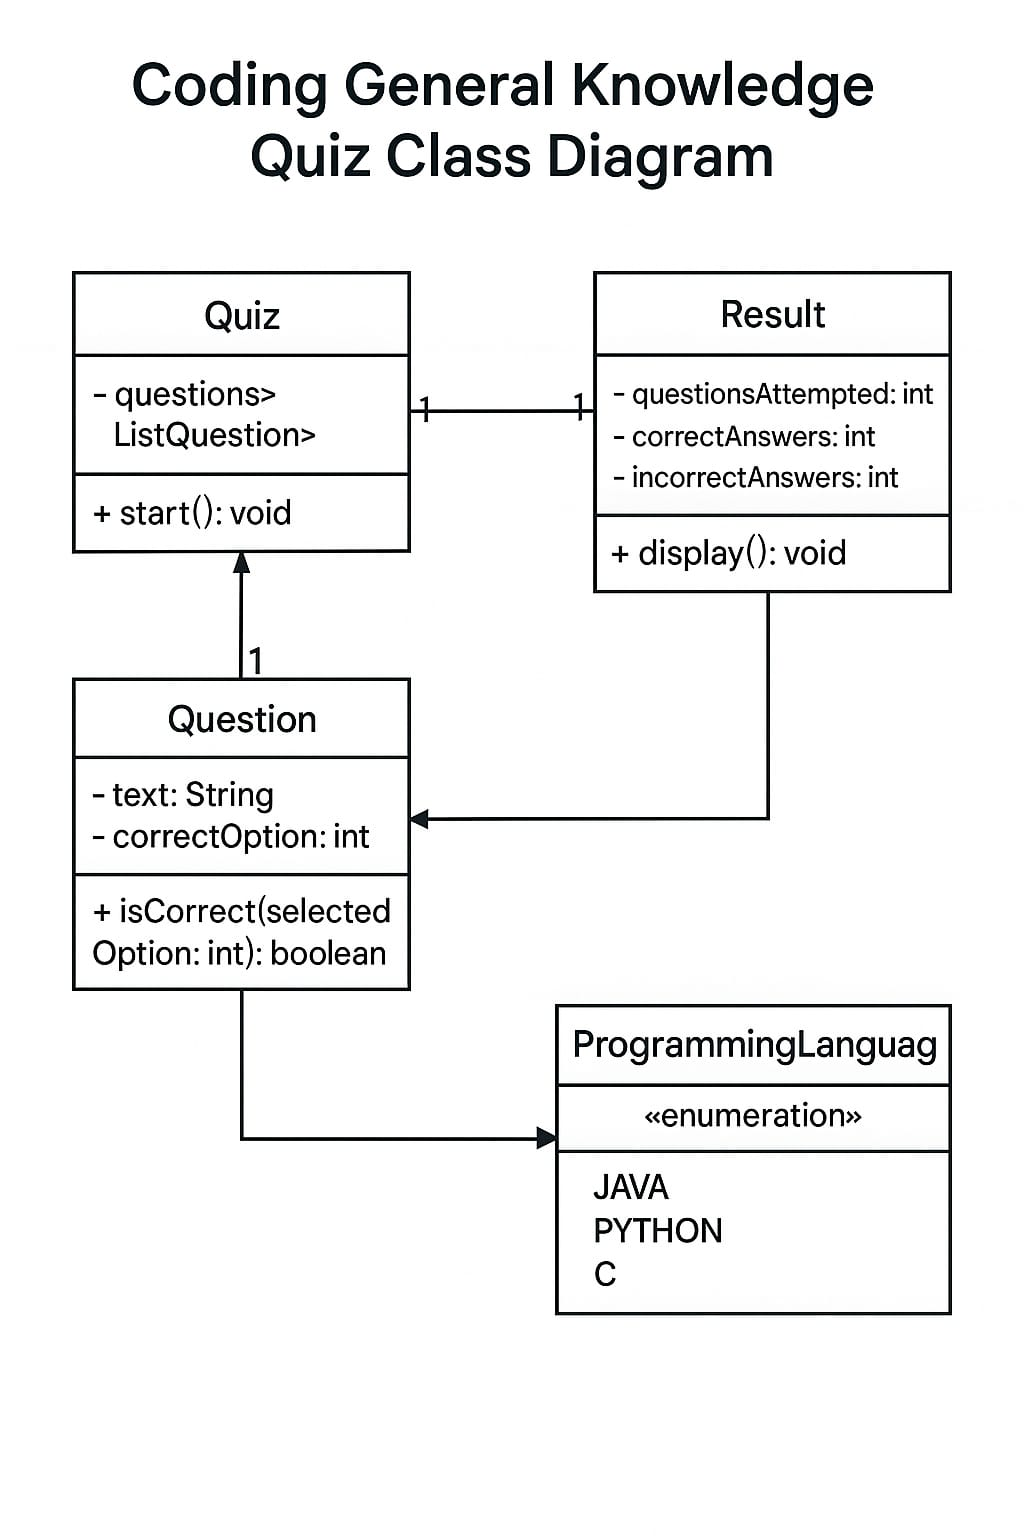 Coding General Knowledge
Quiz Class Diagram
Quiz
- questions>
ListQuestion>
+ start(): void
1
1
Result
- questionsAttempted: int
- correctAnswers: int
- incorrectAnswers: int
+ display(): void
1
Question
- text: String
- correctOption: int
+ isCorrect(selected
Option: int): boolean
ProgrammingLanguag
«enumeration»
JAVA
PYTHON
C